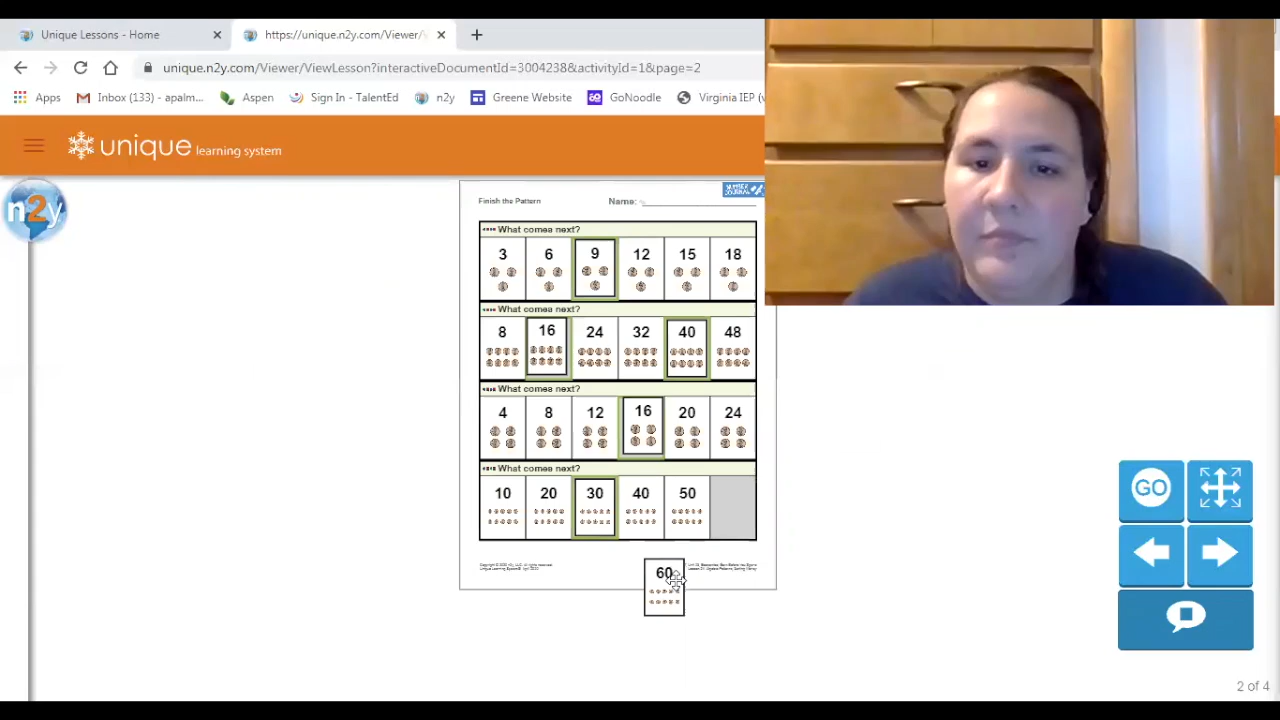 Unique Lessons - Home
https://unique.n2y.com/Viewer/
unique.n2y.com/Viewer/ViewLesson?interactiveDocumentId=3004238&activityId=1&page=2
Apps Inbox (133) - apalm... Aspen Sign In - TalentEd n2y Greene Website GoNoodle Virginia IEP (v
unique learning system
n2y
Finish the Pattern Name:
What comes next?
3 6 9 12 15 18
What comes next?
8 16 24 32 40 48
What comes next?
4 8 12 16 20 24
What comes next?
10 20 30 40 50
60
GO
2 of 4